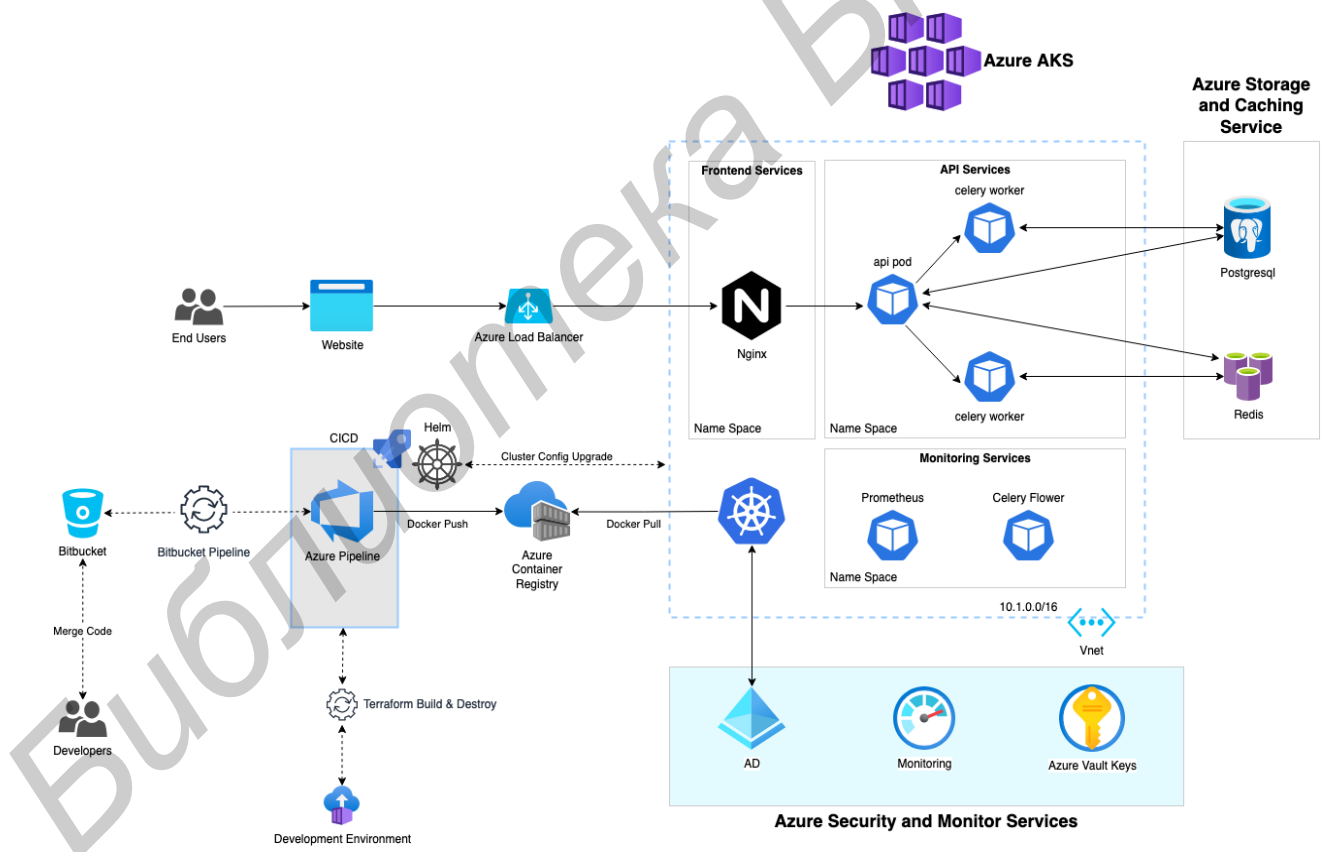 Azure AKS
Azure Storage
and Caching
Service
Frontend Services
API Services
celery worker
api pod
Postgresql
End Users
Website
Azure Load Balancer
Nginx
Redis
celery worker
Name Space
Name Space
CICD
Helm
Cluster Config Upgrade
Monitoring Services
Prometheus
Celery Flower
Bitbucket
Bitbucket Pipeline
Azure Pipeline
Docker Push
Docker Pull
Azure
Container
Registry
Name Space
10.1.0.0/16
Vnet
Merge Code
Terraform Build & Destroy
Developers
AD
Monitoring
Azure Vault Keys
Development Environment
Azure Security and Monitor Services
Библиотека